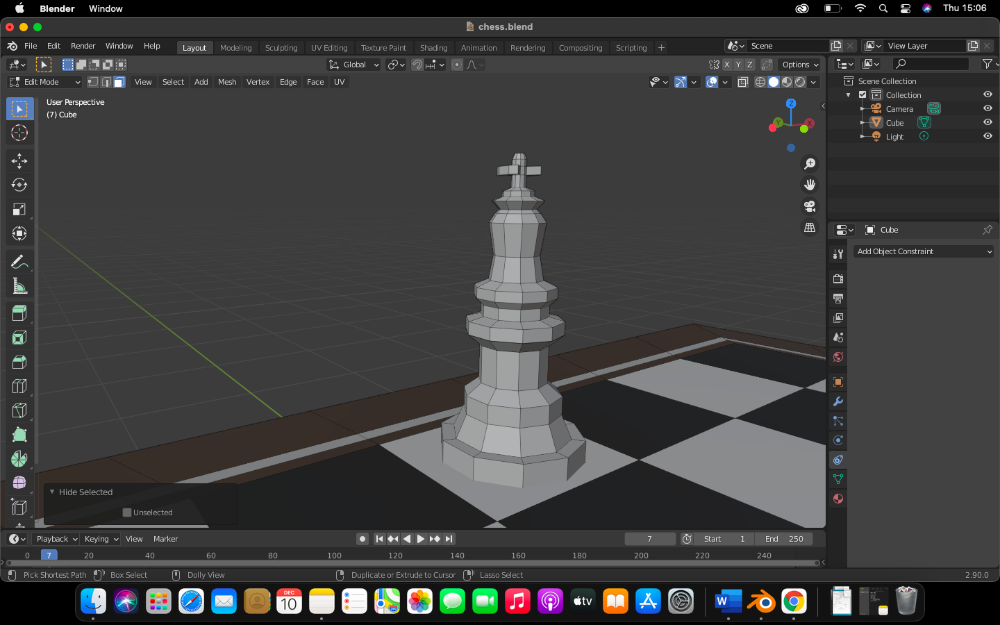 Blender Window Thu 15:06
chess.blend
File Edit Render Window Help Layout Modeling Sculpting UV Editing Texture Paint Shading Animation Rendering Compositing Scripting + Scene View Layer
Global X Y Z Options
Edit Mode View Select Add Mesh Vertex Edge Face UV
Scene Collection
Collection
Camera
Cube
Light
User Perspective
(7) Cube
Z
Y X
Cube
Add Object Constraint
Hide Selected
Unselected
Playback Keying View Marker 7 Start 1 End 250
0 7 20 40 60 80 100 120 140 160 180 200 220 240
Pick Shortest Path Box Select Dolly View Duplicate or Extrude to Cursor Lasso Select 2.90.0
DEC
10
tv
W